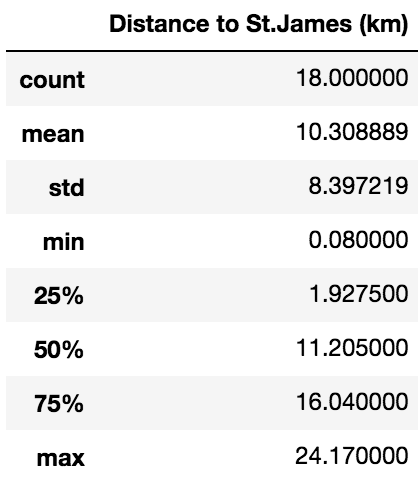 Distance to St.James (km)
count 18.000000
mean 10.308889
std 8.397219
min 0.080000
25% 1.927500
50% 11.205000
75% 16.040000
max 24.170000